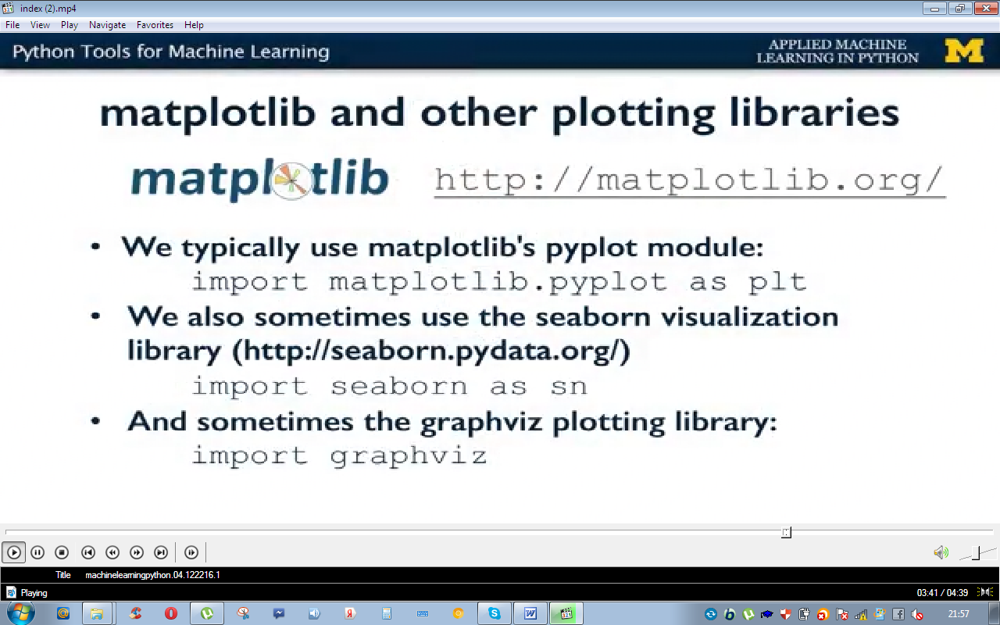 index (2).mp4
File View Play Navigate Favorites Help
Python Tools for Machine Learning
APPLIED MACHINE
LEARNING IN PYTHON
M
matplotlib and other plotting libraries
matplotlib http://matplotlib.org/
• We typically use matplotlib's pyplot module:
import matplotlib.pyplot as plt
• We also sometimes use the seaborn visualization
library (http://seaborn.pydata.org/)
import seaborn as sn
• And sometimes the graphviz plotting library:
import graphviz
Title machinelearningpython.04.122216.1
Playing 03:41 / 04:39
21:57